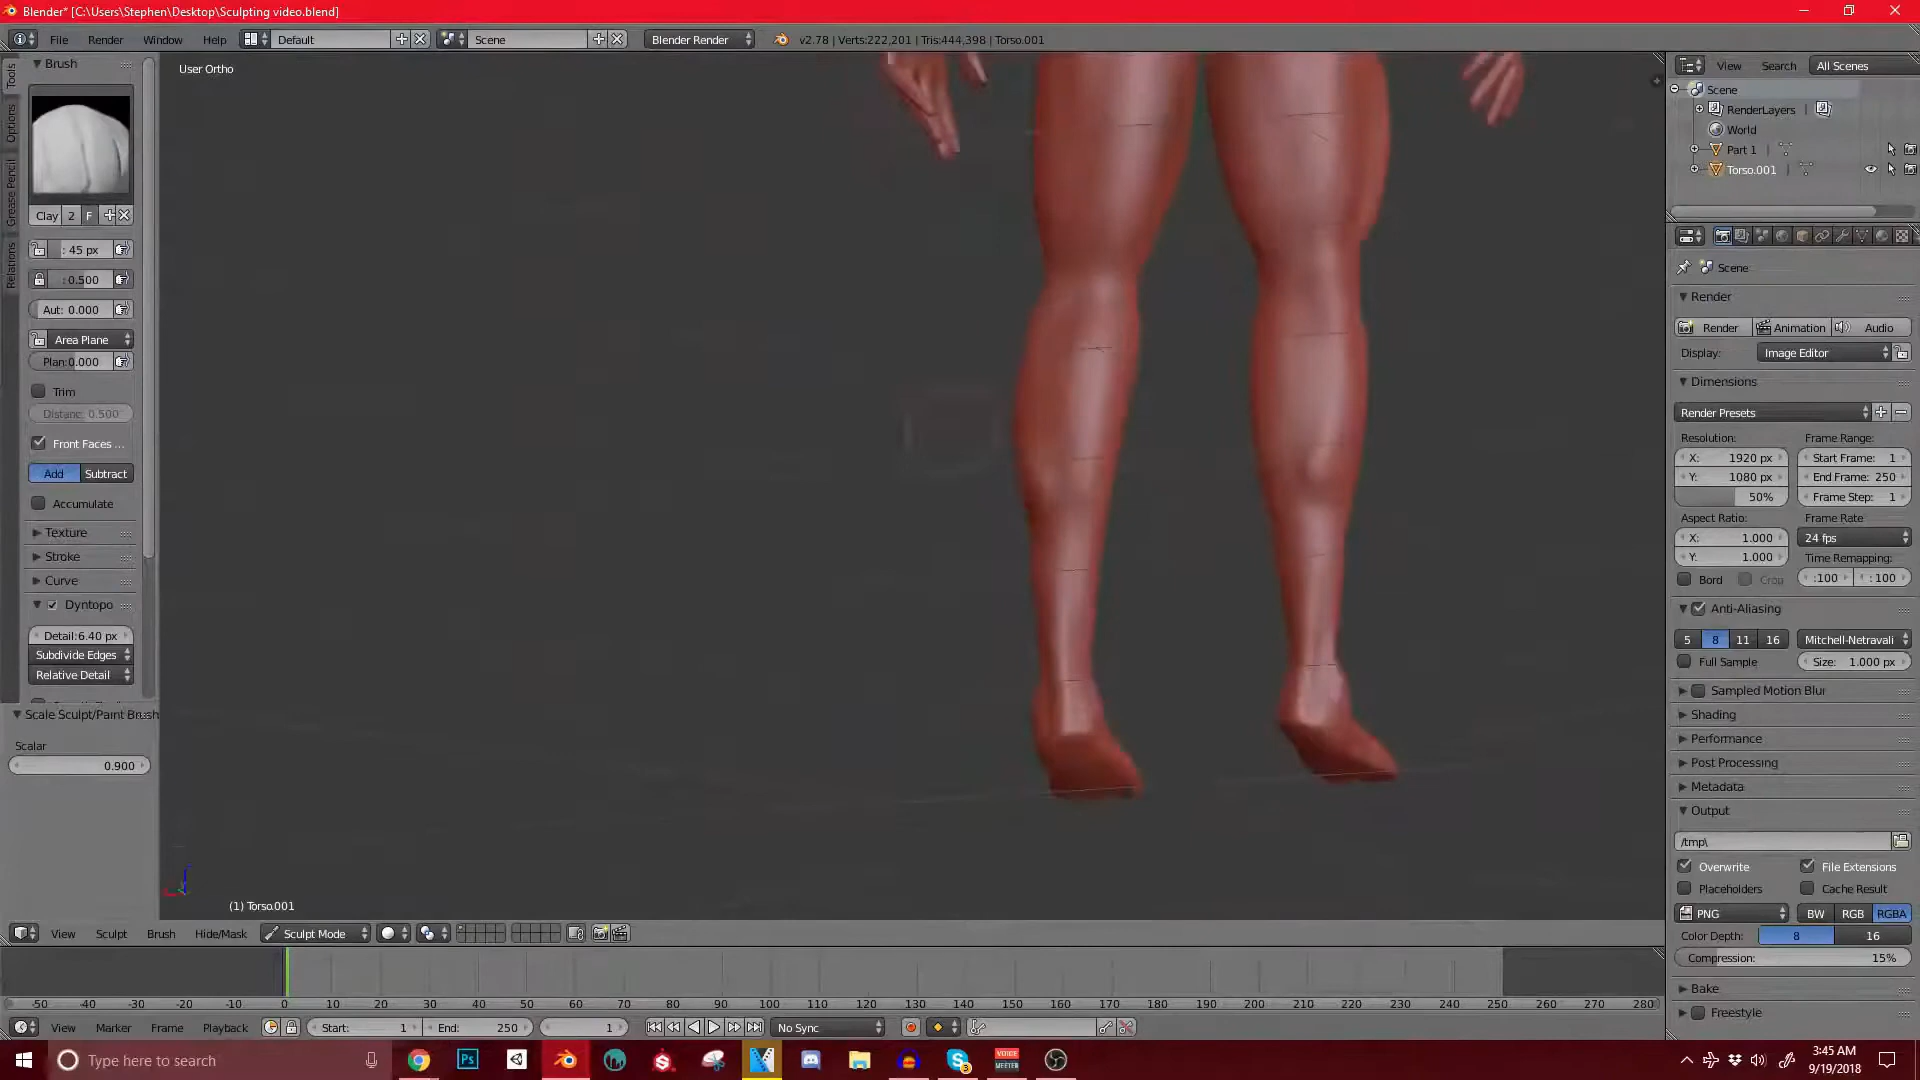 Blender* [C:\Users\Stephen\Desktop\Sculpting video.blend]
File Render Window Help Default Scene Blender Render v2.78 | Verts:222,201 | Tris:444,398 | Torso.001
Brush
User Ortho
Tools
Options
Grease Pencil
Relations
Clay 2 F
: 45 px
: 0.500
Aut: 0.000
Area Plane
Plan:0.000
Trim
Distanc: 0.500
Front Faces ...
Add Subtract
Accumulate
Texture
Stroke
Curve
Dyntopo
Detail:6.40 px
Subdivide Edges
Relative Detail
Scale Sculpt/Paint Brush
Scalar
0.900
(1) Torso.001
View Sculpt Brush Hide/Mask Sculpt Mode
View Search All Scenes
Scene
RenderLayers
World
Part 1
Torso.001
Scene
Render
Render Animation Audio
Display: Image Editor
Dimensions
Render Presets
Resolution: Frame Range:
X: 1920 px Start Frame: 1
Y: 1080 px End Frame: 250
50% Frame Step: 1
Aspect Ratio: Frame Rate
X: 1.000 24 fps
Y: 1.000 Time Remapping:
Bord Crop :100 : 100
Anti-Aliasing
5 8 11 16 Mitchell-Netravali
Full Sample Size: 1.000 px
Sampled Motion Blur
Shading
Performance
Post Processing
Metadata
Output
/tmp\
Overwrite File Extensions
Placeholders Cache Result
PNG BW RGB RGBA
Color Depth: 8 16
Compression: 15%
Bake
Freestyle
-50 -40 -30 -20 -10 0 10 20 30 40 50 60 70 80 90 100 110 120 130 140 150 160 170 180 190 200 210 220 230 240 250 260 270 280
View Marker Frame Playback Start: 1 End: 250 1 No Sync
Type here to search
Ps
VOICE MEETER
3
3:45 AM
9/19/2018